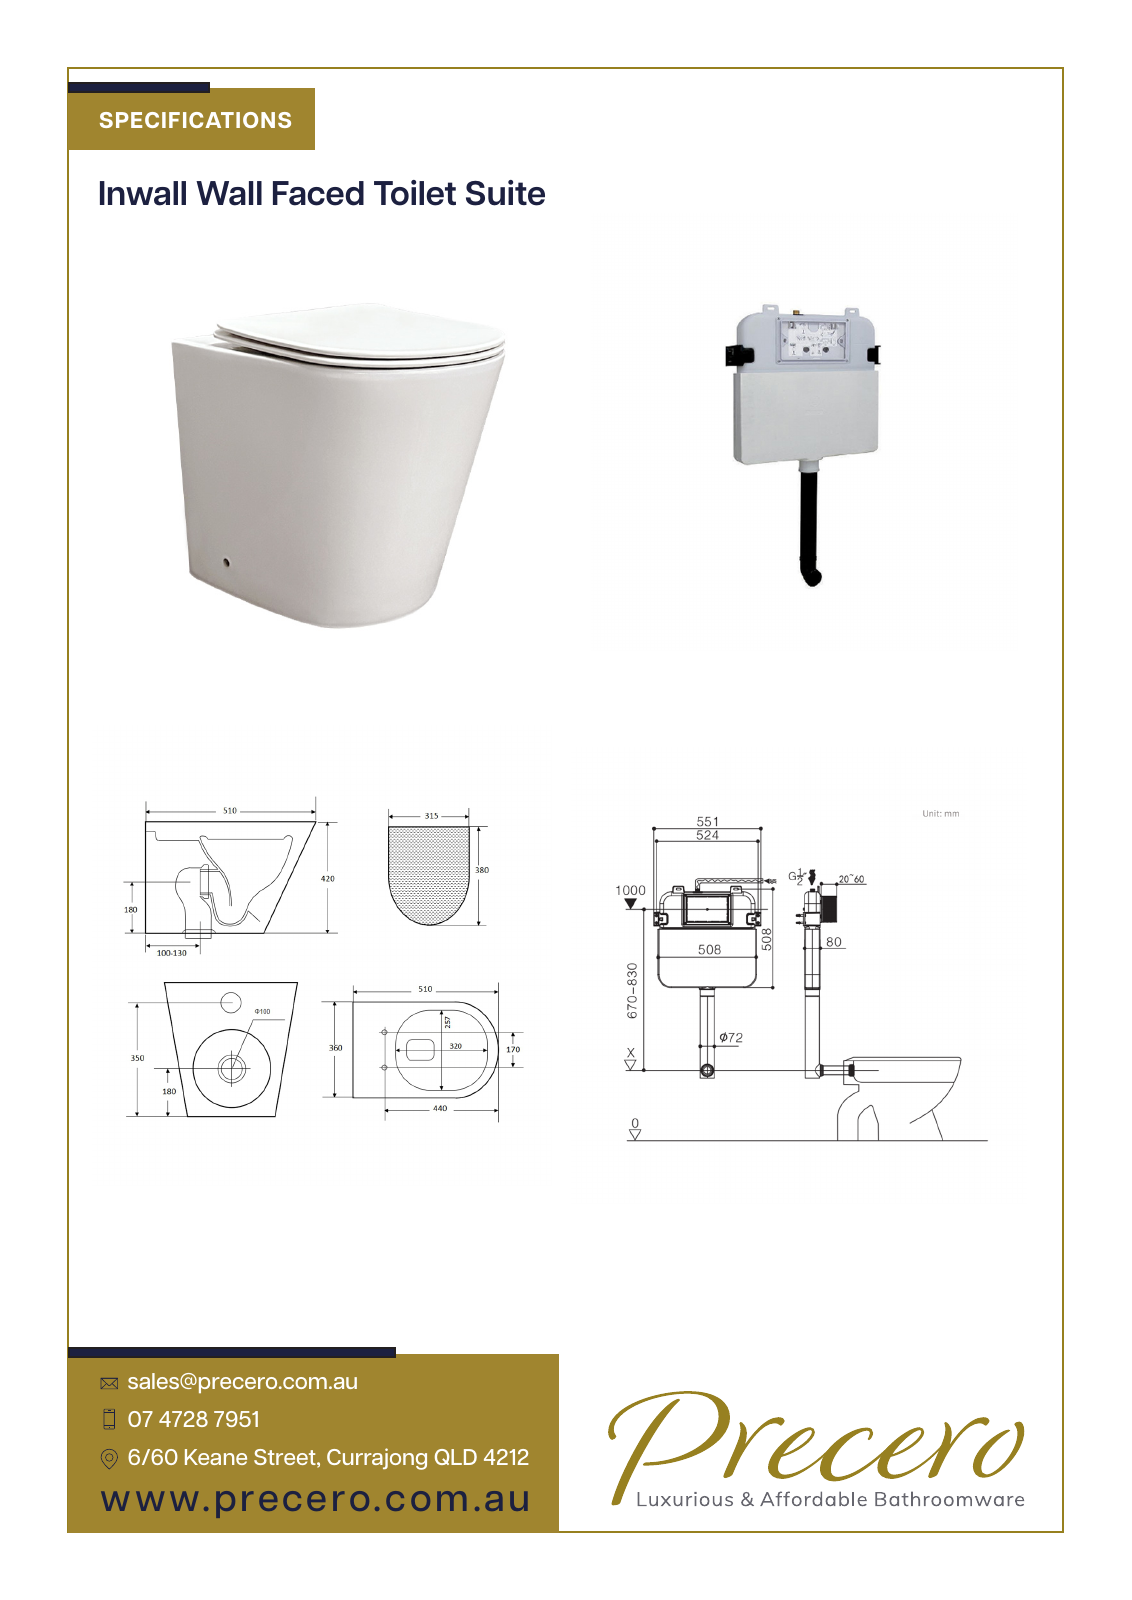 SPECIFICATIONS
Inwall Wall Faced Toilet Suite
510
420
180
100-130
315
380
Φ100
350
180
510
257
360
320
170
440
Unit: mm
551
524
1000
508
508
670-830
X
Φ72
0
G1/2
20~60
80
sales@precero.com.au
07 4728 7951
6/60 Keane Street, Currajong QLD 4212
www.precero.com.au
Precero
Luxurious & Affordable Bathroomware